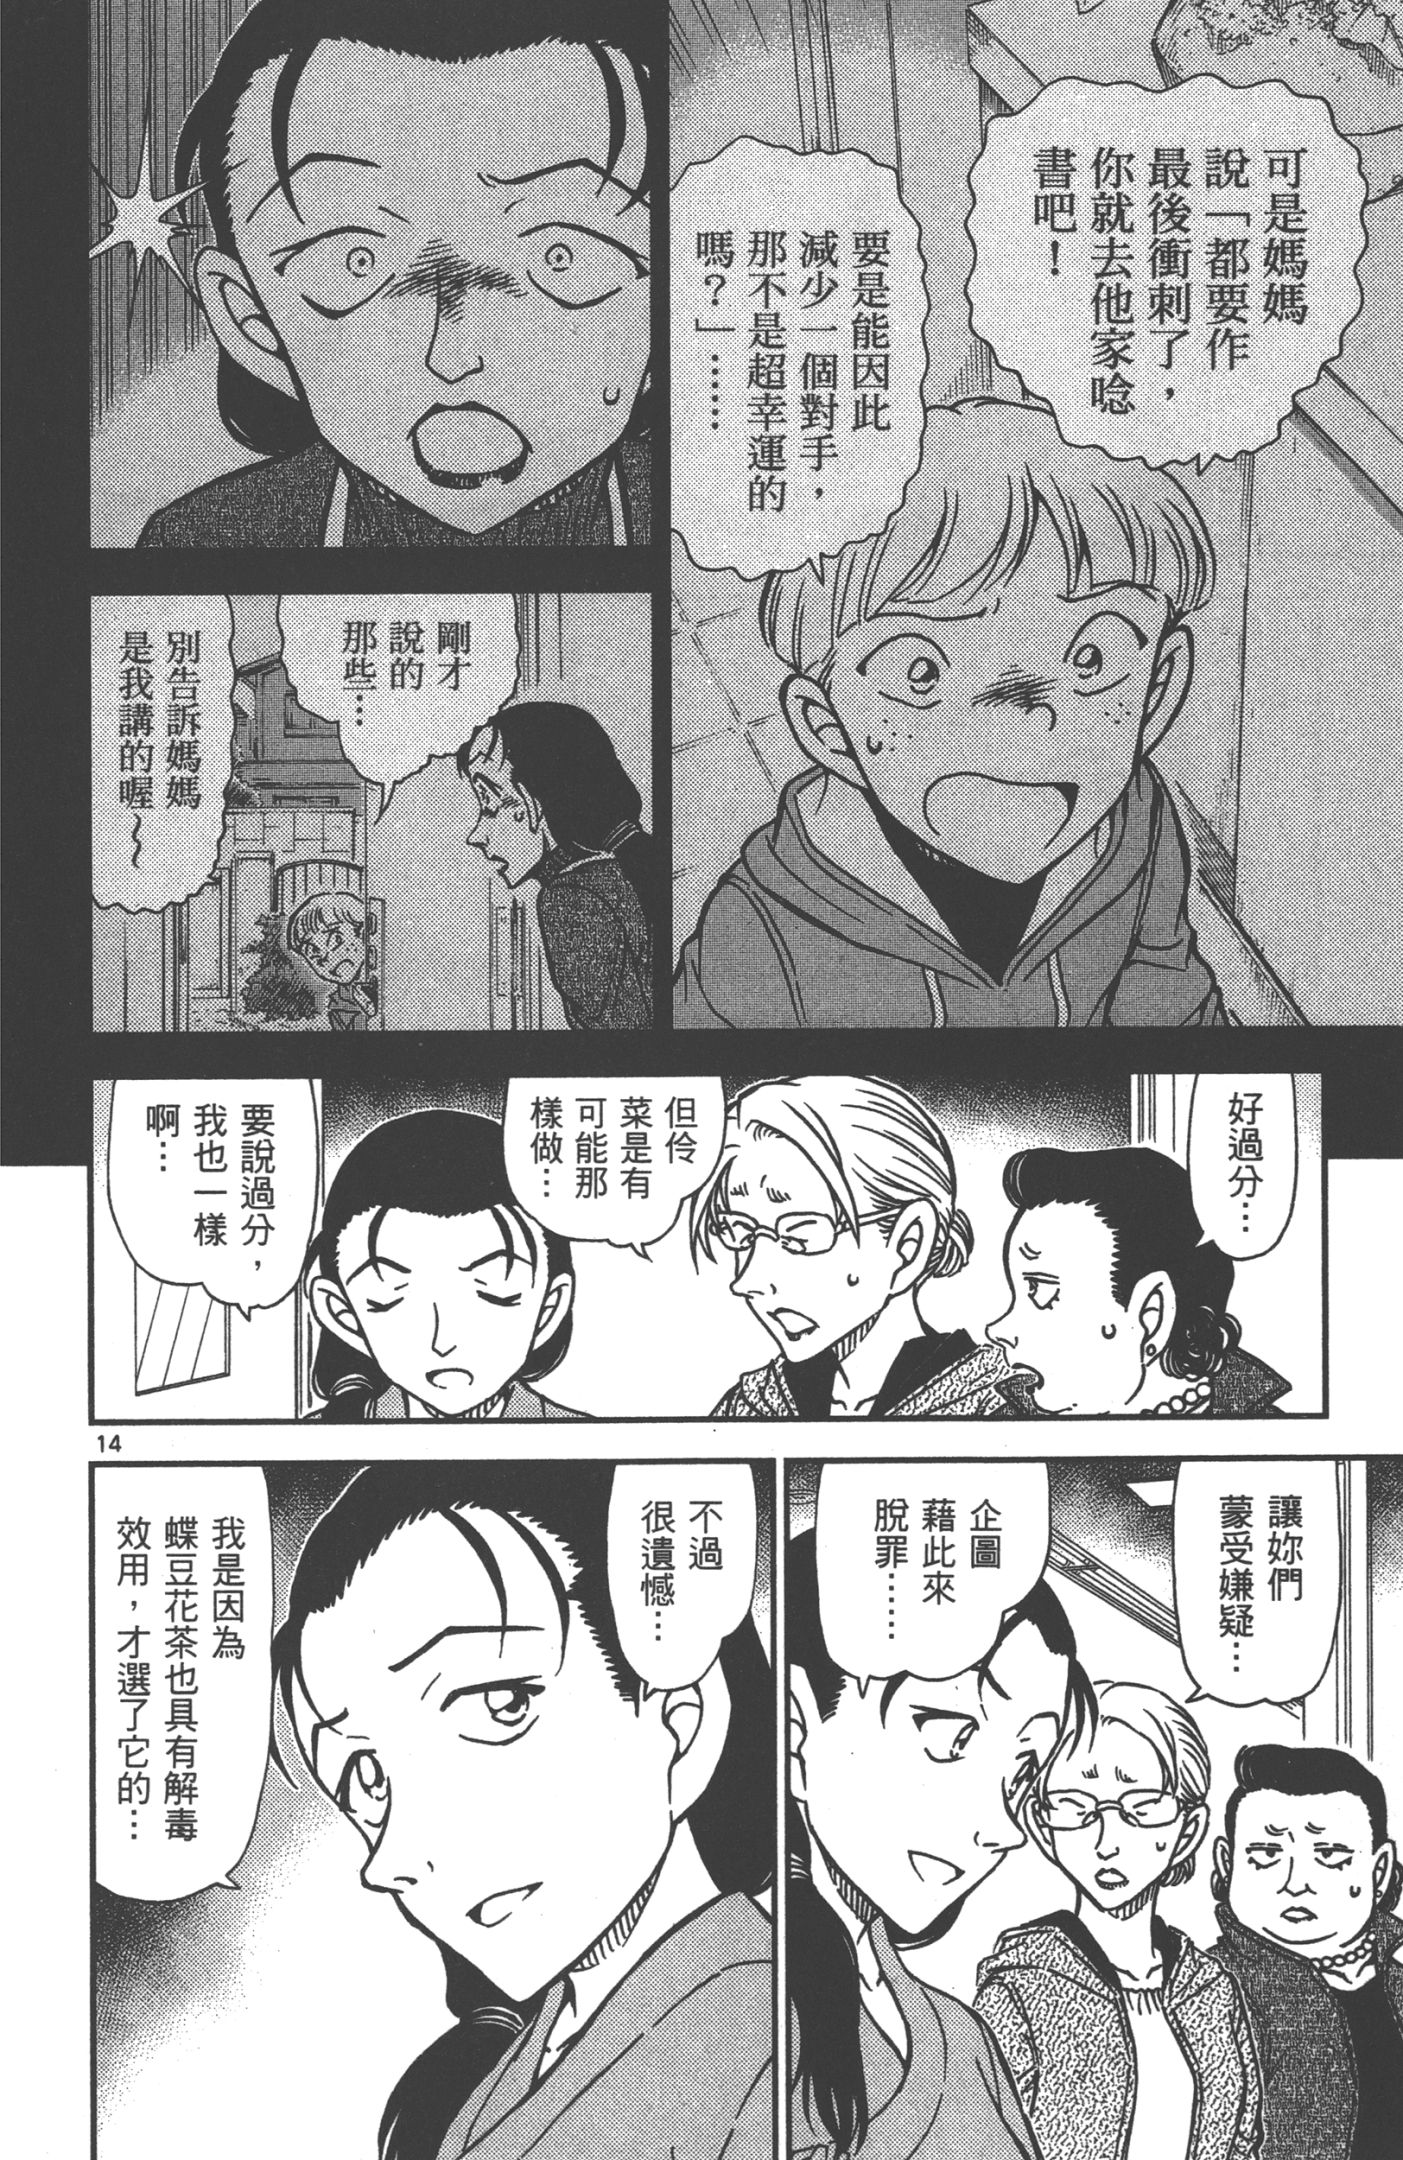 可是媽媽
說「都要作
最後衝刺了，
你就去他家唸
書吧！
要是能因此
減少一個對手，
那不是超幸運的
嗎？」……
剛才
說的
那些…
別告訴媽媽
是我講的喔～
好過分…
但伶
菜是有
可能那
樣做…
要說過分，
我也一樣
啊…
讓妳們
蒙受嫌疑…
企圖
藉此來
脫罪……
不過
很遺憾…
我是因為
蝶豆花茶也具有解毒
效用，才選了它的…
14